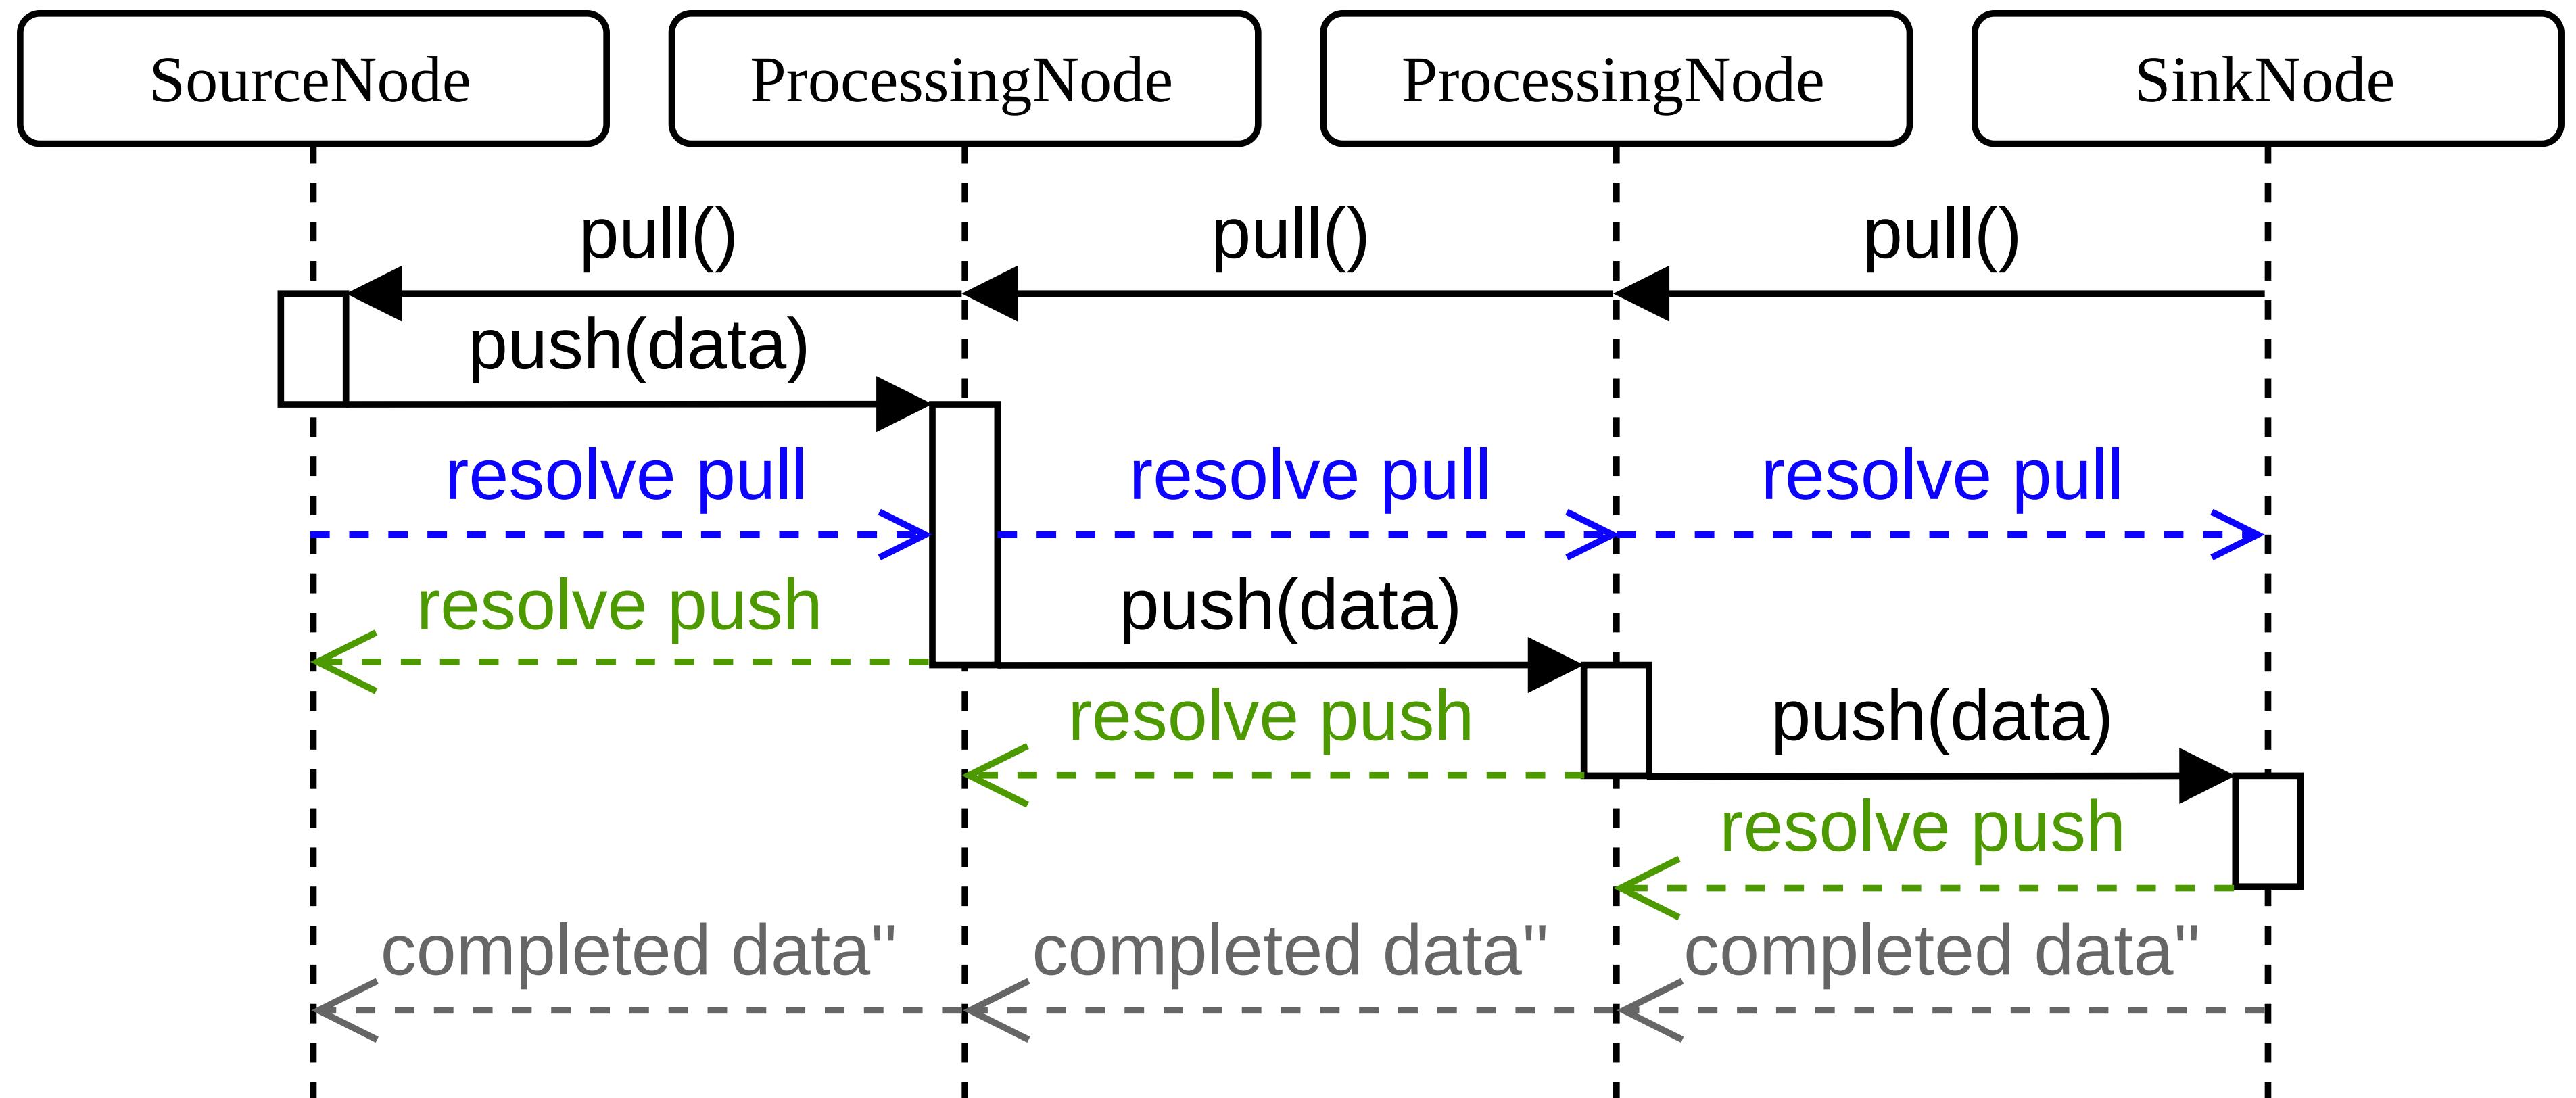 SourceNode
ProcessingNode
ProcessingNode
SinkNode
pull()
pull()
pull()
push(data)
resolve pull
resolve pull
resolve pull
resolve push
push(data)
resolve push
push(data)
resolve push
completed data"
completed data"
completed data"